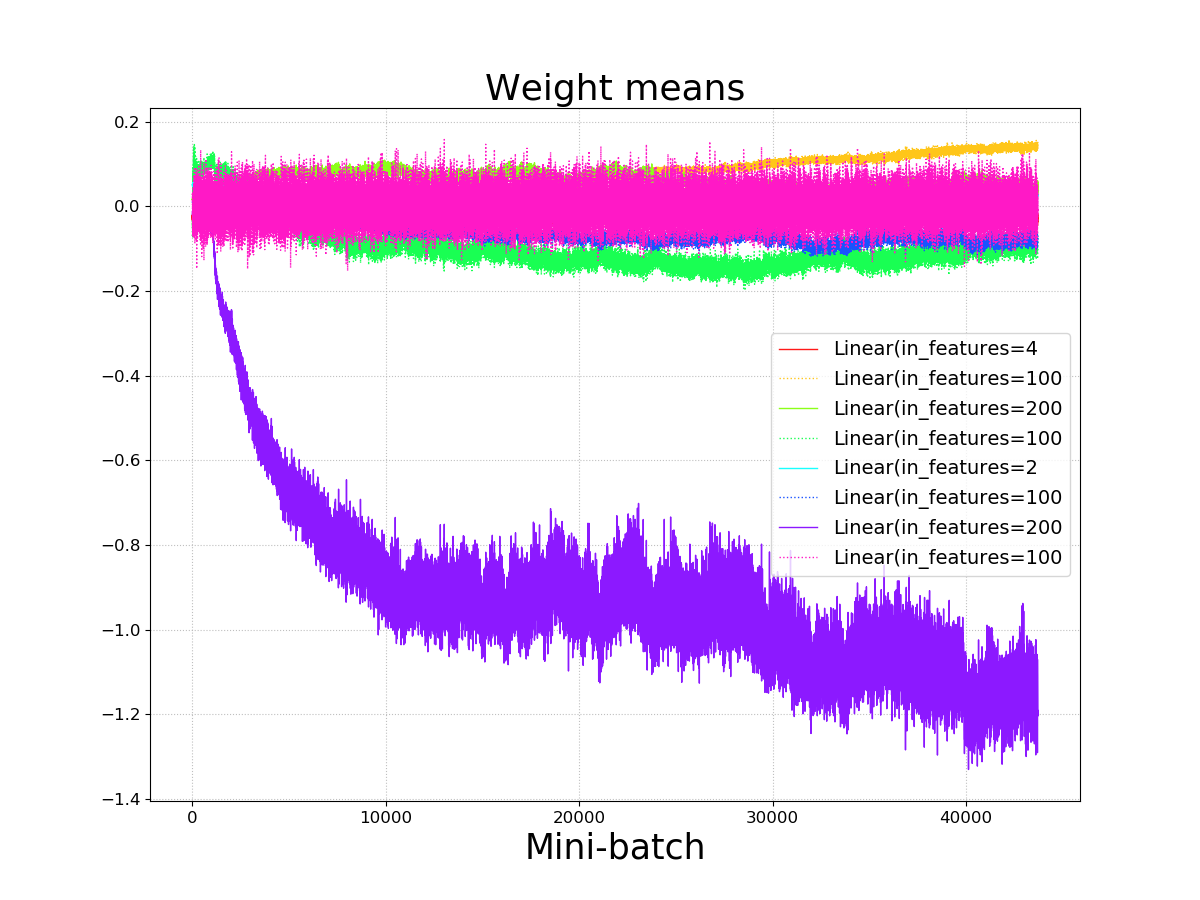 Weight means
0.2
0.0
−0.2
−0.4
−0.6
−0.8
−1.0
−1.2
−1.4
Linear(in_features=4
Linear(in_features=100
Linear(in_features=200
Linear(in_features=100
Linear(in_features=2
Linear(in_features=100
Linear(in_features=200
Linear(in_features=100
0 10000 20000 30000 40000
Mini-batch